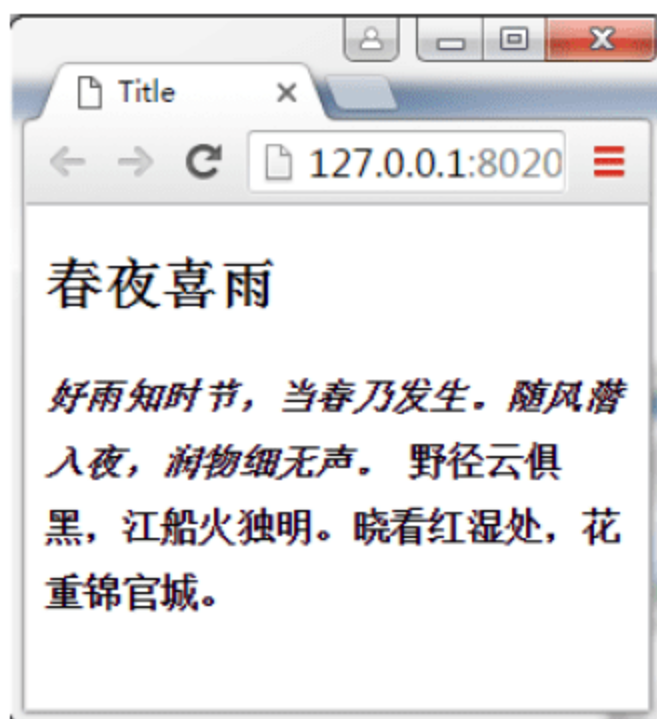 Title
127.0.0.1:8020
春夜喜雨
好雨知时节，当春乃发生。随风潜
入夜，润物细无声。 野径云俱
黑，江船火独明。晓看红湿处，花
重锦官城。